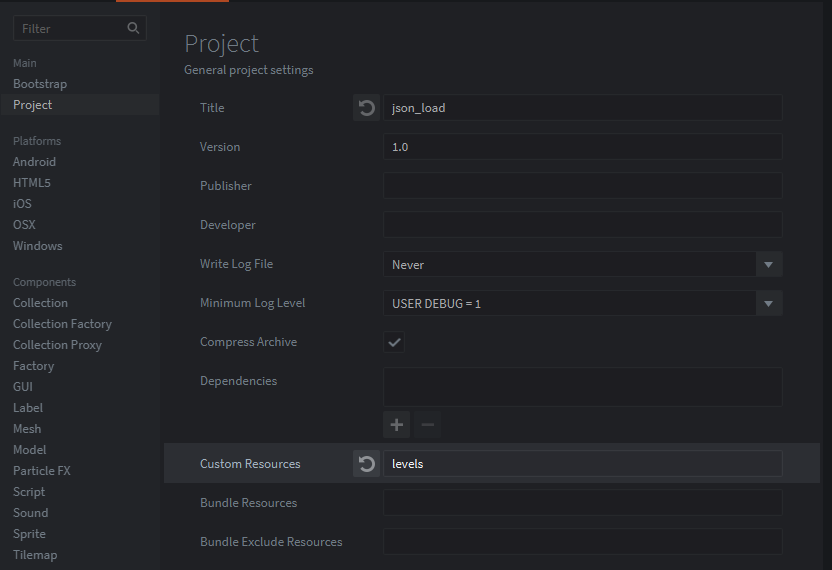 Filter
Main
Bootstrap
Project
Platforms
Android
HTML5
iOS
OSX
Windows
Components
Collection
Collection Factory
Collection Proxy
Factory
GUI
Label
Mesh
Model
Particle FX
Script
Sound
Sprite
Tilemap
Project
General project settings
Title json_load
Version 1.0
Publisher
Developer
Write Log File Never
Minimum Log Level USER DEBUG = 1
Compress Archive
Dependencies
Custom Resources levels
Bundle Resources
Bundle Exclude Resources